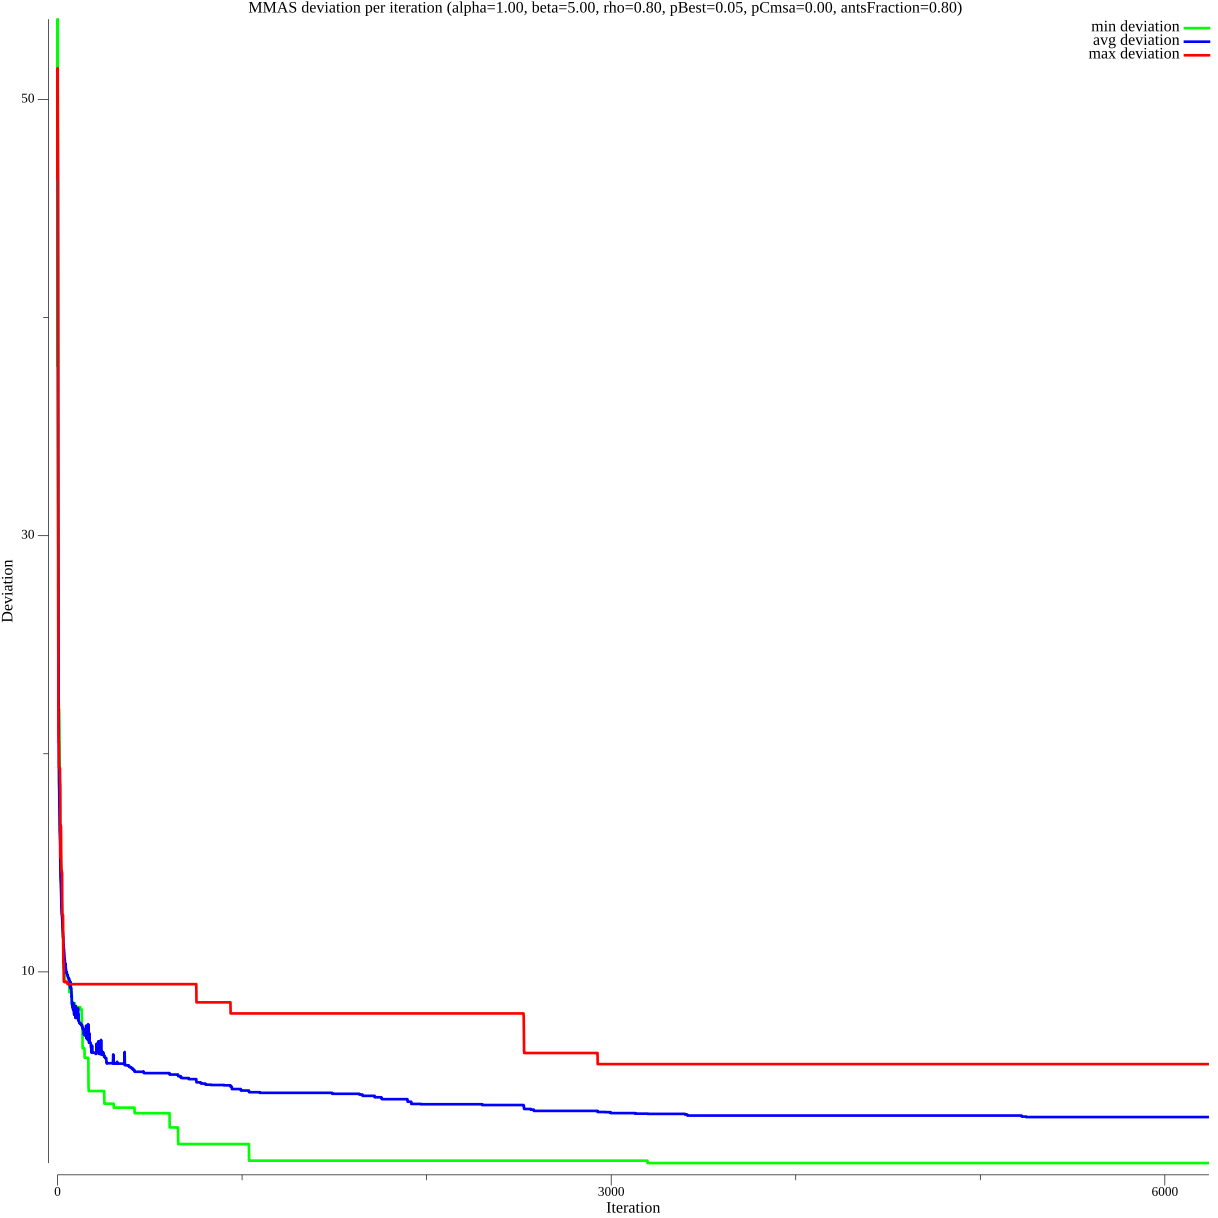 MMAS deviation per iteration (alpha=1.00, beta=5.00, rho=0.80, pBest=0.05, pCmsa=0.00, antsFraction=0.80)
min deviation
avg deviation
max deviation
50
30
10
Deviation
0
3000
6000
Iteration